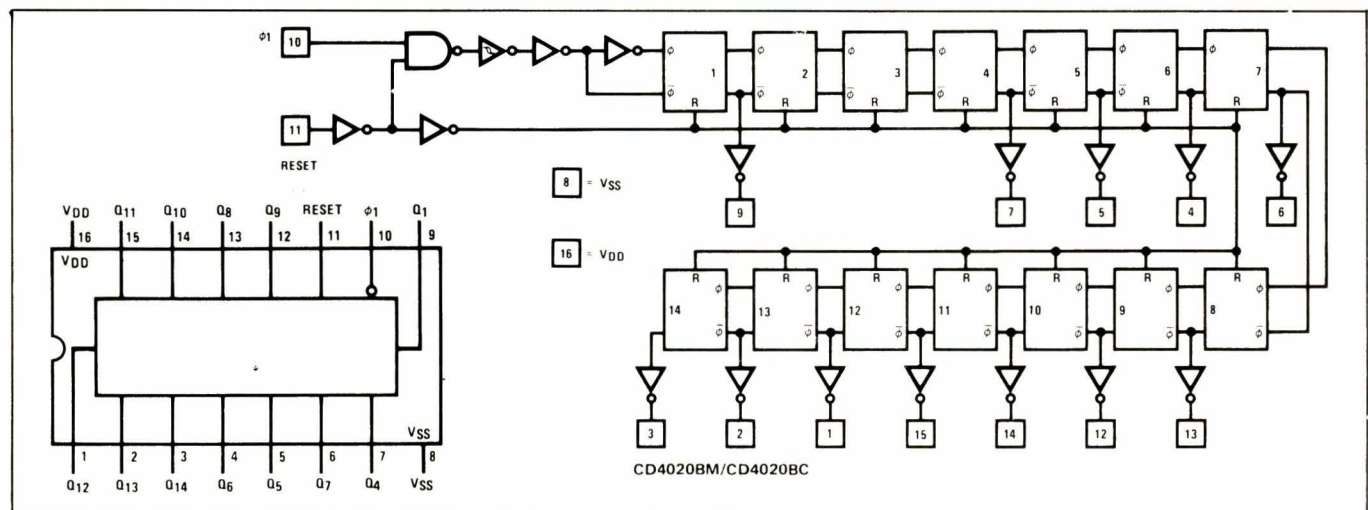 φ1 10
11
RESET
φ φ̅ 1 R
2 R
3 R
4 R
5 R
φ φ̅ 6 R
φ 7 φ̅ R
9
7
5
4
6
8 = VSS
16 = VDD
R 14
R φ 13 φ̅
R φ 12 φ̅
R φ 11 φ̅
R φ 10 φ̅
R φ 9 φ̅
R φ 8 φ̅
3
2
1
15
14
12
13
CD4020BM/CD4020BC
VDD Q11 Q10 Q8 Q9 RESET φ1 Q1
16 15 14 13 12 11 10 9
VDD
VSS
1 2 3 4 5 6 7 8
Q12 Q13 Q14 Q6 Q5 Q7 Q4 VSS